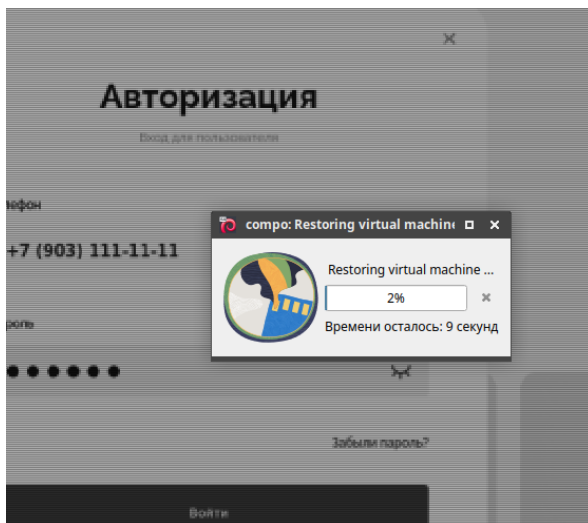 Авторизация
Вход для пользователя
лефон
+7 (903) 111-11-11
compo: Restoring virtual machine
Restoring virtual machine ...
2%
Времени осталось: 9 секунд
роль
Забыли пароль?
Войти